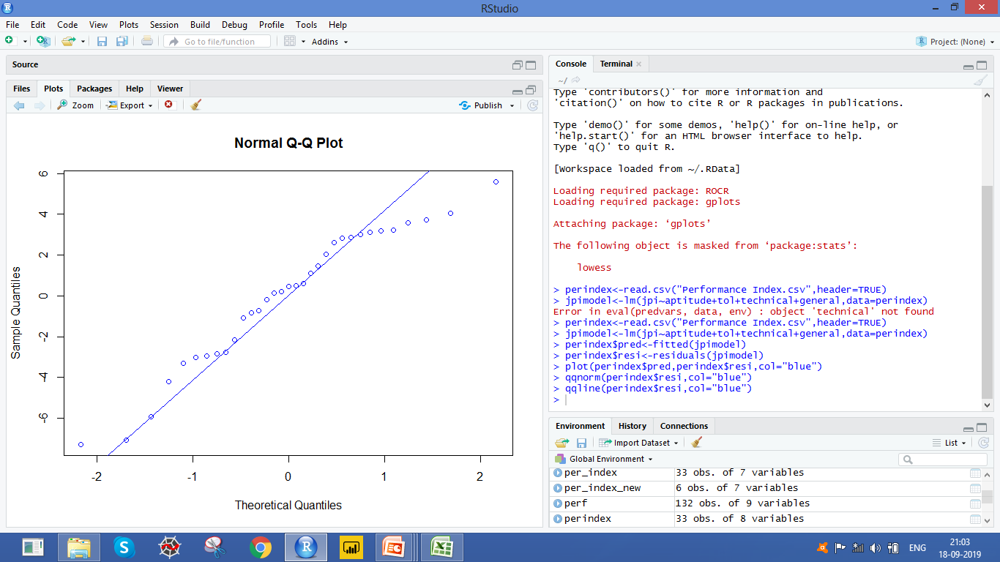 RStudio
File Edit Code View Plots Session Build Debug Profile Tools Help
Go to file/function Addins Project: (None)
Source
Files Plots Packages Help Viewer
Zoom Export Publish
Normal Q-Q Plot
6
4
2
0
-2
-4
-6
Sample Quantiles
-2 -1 0 1 2
Theoretical Quantiles
Console Terminal
~/
Type 'contributors()' for more information and
'citation()' on how to cite R or R packages in publications.
Type 'demo()' for some demos, 'help()' for on-line help, or
'help.start()' for an HTML browser interface to help.
Type 'q()' to quit R.
[Workspace loaded from ~/.RData]
Loading required package: ROCR
Loading required package: gplots
Attaching package: ‘gplots’
The following object is masked from ‘package:stats’:
lowess
> perindex<-read.csv("Performance Index.csv",header=TRUE)
> jpimodel<-lm(jpi~aptitude+tol+technical+general,data=perindex)
Error in eval(predvars, data, env) : object 'technical' not found
> perindex<-read.csv("Performance Index.csv",header=TRUE)
> jpimodel<-lm(jpi~aptitude+tol+technical+general,data=perindex)
> perindex$pred<-fitted(jpimodel)
> perindex$resi<-residuals(jpimodel)
> plot(perindex$pred,perindex$resi,col="blue")
> qqnorm(perindex$resi,col="blue")
> qqline(perindex$resi,col="blue")
>
Environment History Connections
Import Dataset List
Global Environment
per_index 33 obs. of 7 variables
per_index_new 6 obs. of 7 variables
perf 132 obs. of 9 variables
perindex 33 obs. of 8 variables
ENG 21:03
18-09-2019